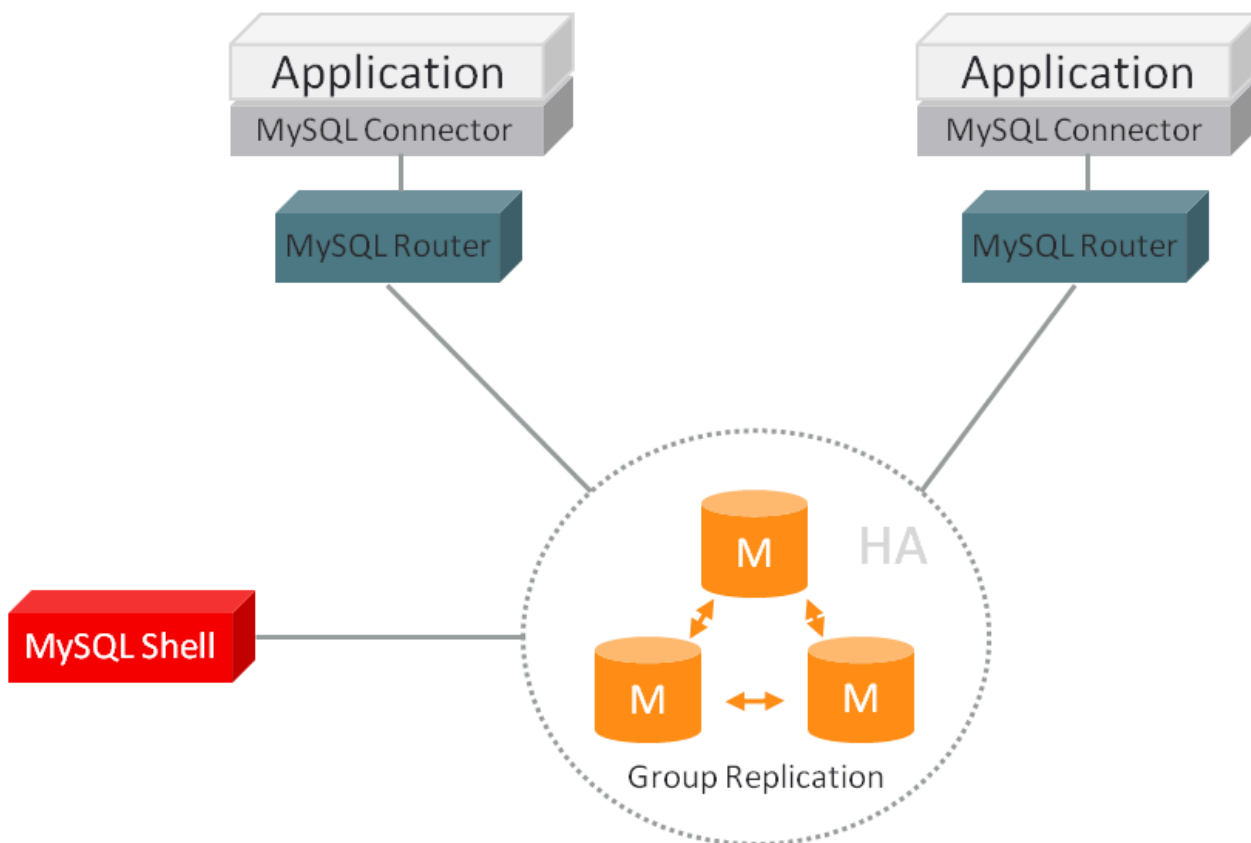 Application
MySQL Connector
MySQL Router
Application
MySQL Connector
MySQL Router
MySQL Shell
HA
M
M
M
Group Replication